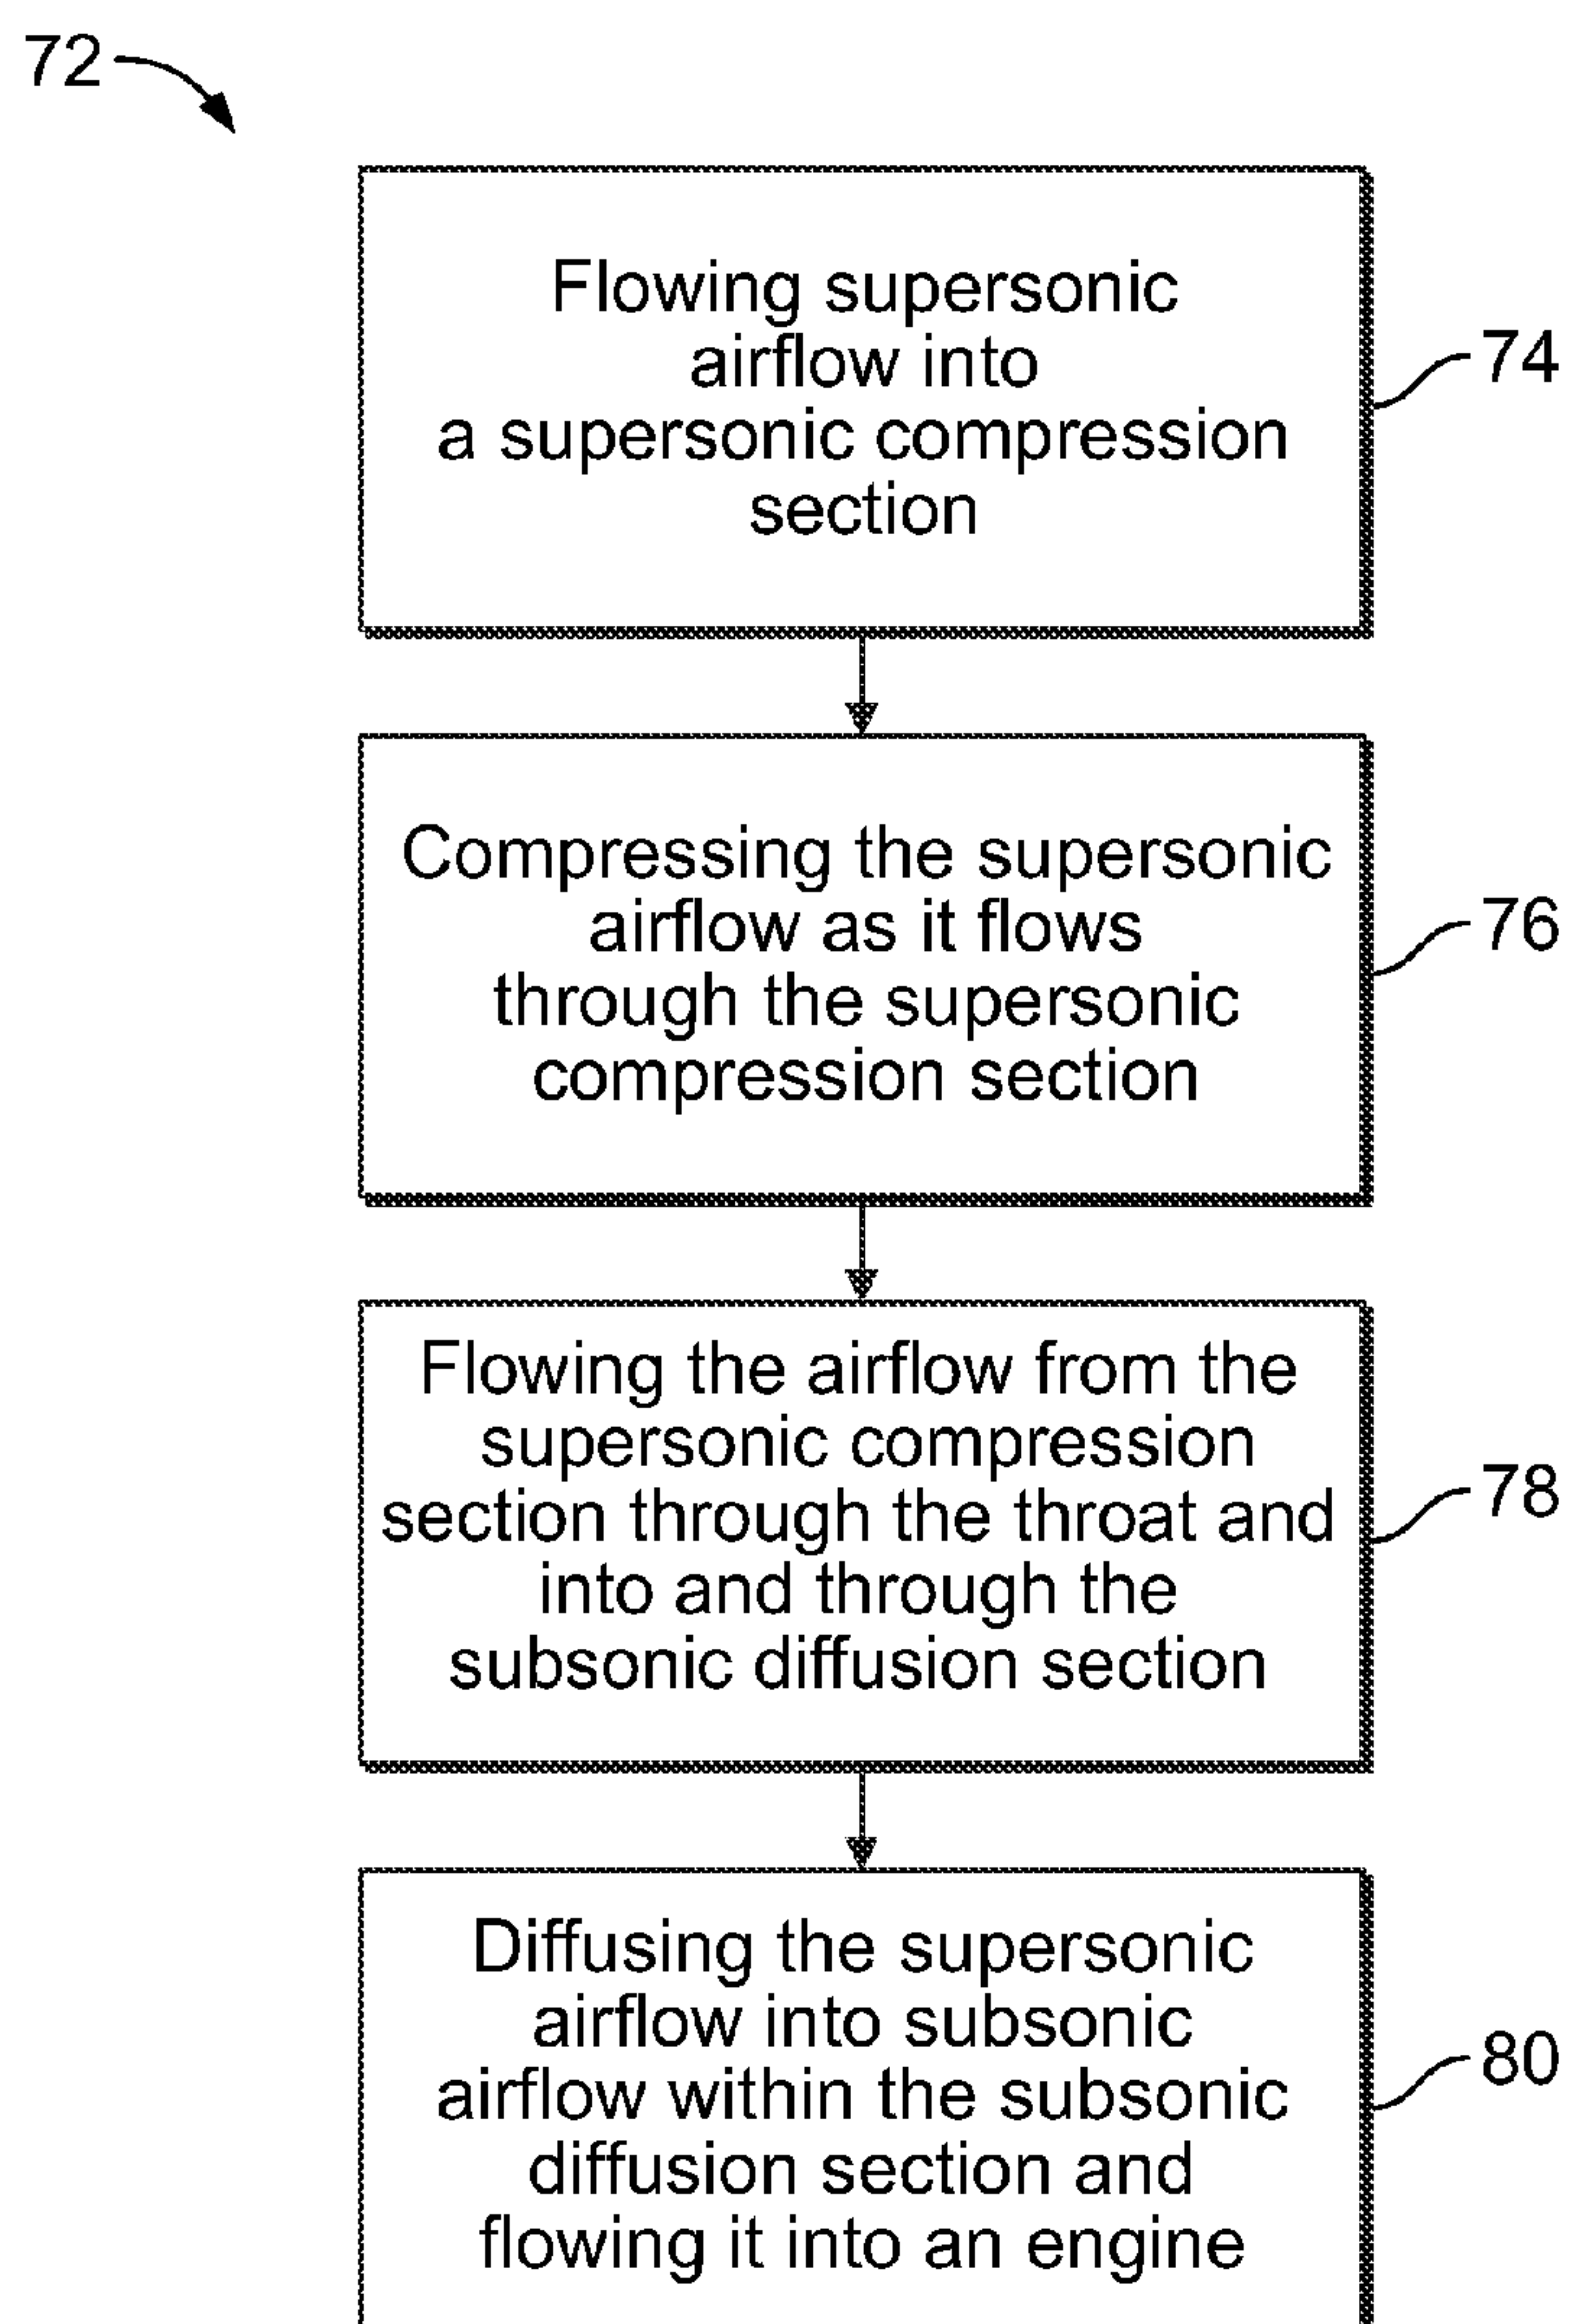 72
Flowing supersonic
airflow into
a supersonic compression
section
74
Compressing the supersonic
airflow as it flows
through the supersonic
compression section
76
Flowing the airflow from the
supersonic compression
section through the throat and
into and through the
subsonic diffusion section
78
Diffusing the supersonic
airflow into subsonic
airflow within the subsonic
diffusion section and
flowing it into an engine
80